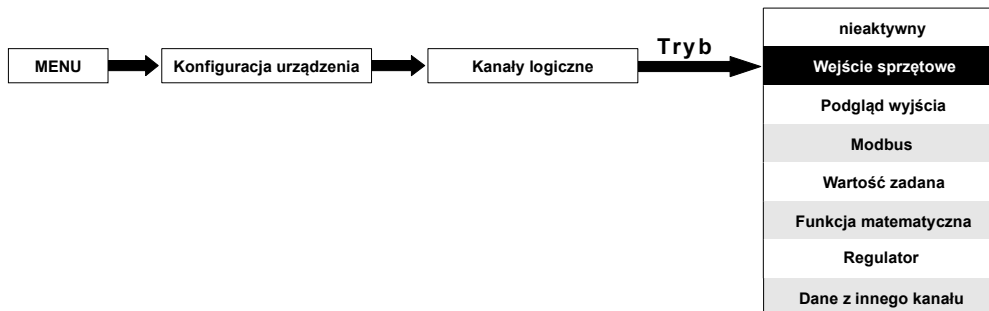 MENU
Konfiguracja urządzenia
Kanały logiczne
Tryb
nieaktywny
Wejście sprzętowe
Podgląd wyjścia
Modbus
Wartość zadana
Funkcja matematyczna
Regulator
Dane z innego kanału